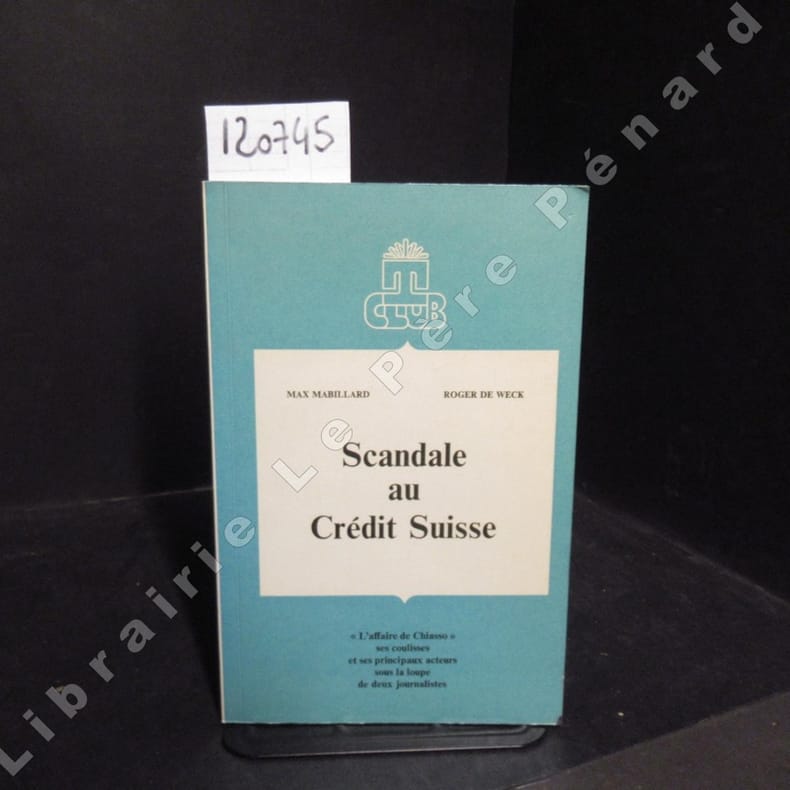 120745
T
CLUB
MAX MABILLARD ROGER DE WECK
Scandale
au
Crédit Suisse
« L'affaire de Chiasso »
ses coulisses
et ses principaux acteurs
sous la loupe
de deux journalistes
Librairie Le Père Pénard